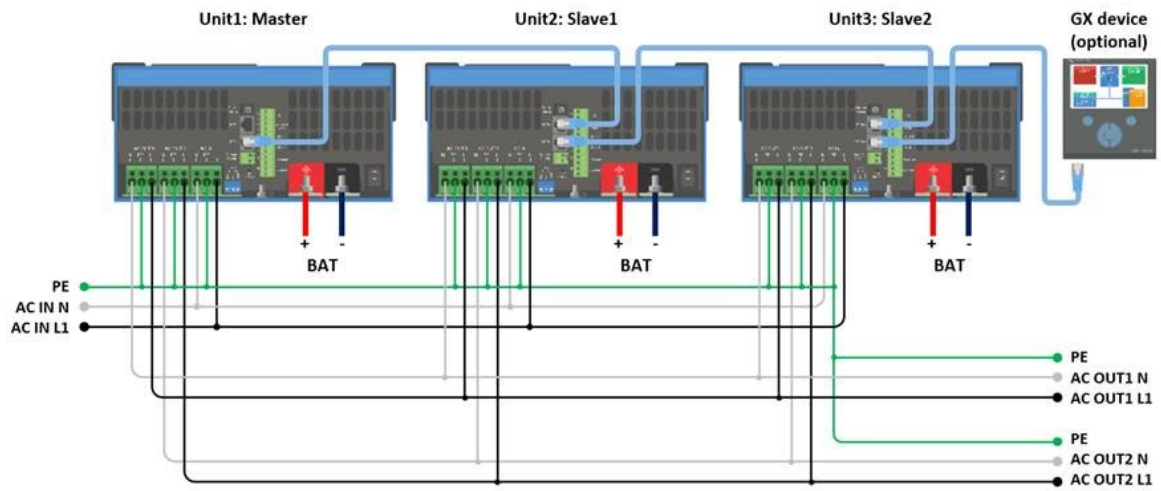 Unit1: Master
Unit2: Slave1
Unit3: Slave2
GX device
(optional)
+
-
BAT
+
-
BAT
+
-
BAT
PE
AC IN N
AC IN L1
PE
AC OUT1 N
AC OUT1 L1
PE
AC OUT2 N
AC OUT2 L1